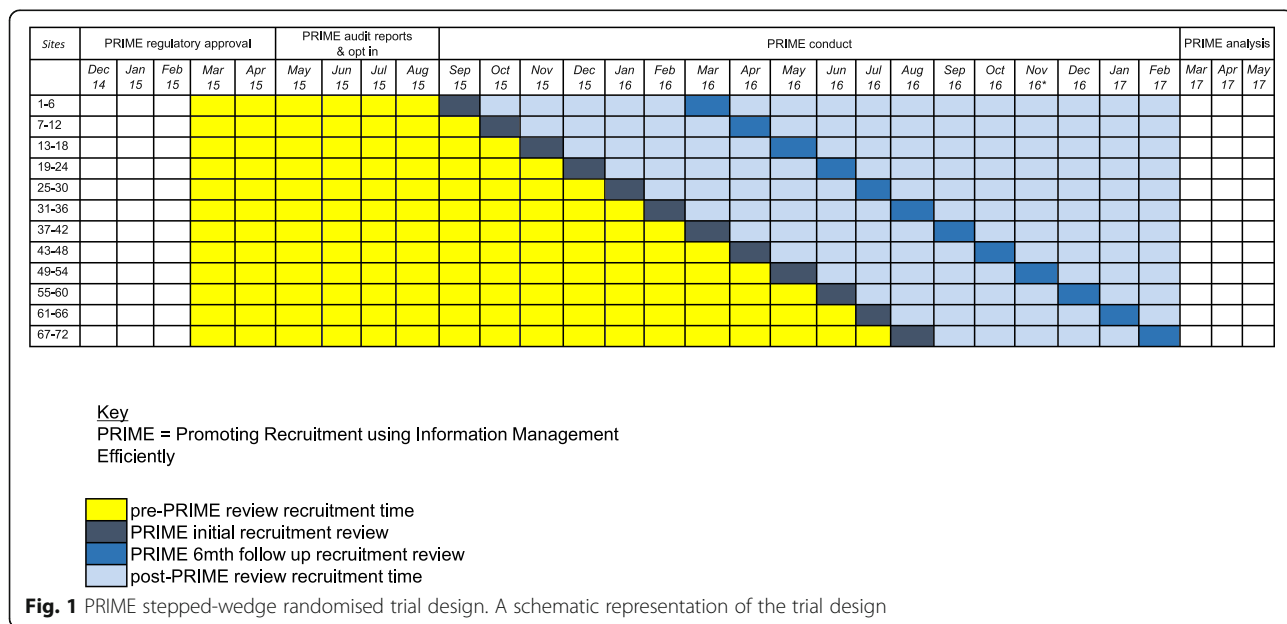 Sites PRIME regulatory approval PRIME audit reports & opt in PRIME conduct PRIME analysis
Dec 14 Jan 15 Feb 15 Mar 15 Apr 15 May 15 Jun 15 Jul 15 Aug 15 Sep 15 Oct 15 Nov 15 Dec 15 Jan 16 Feb 16 Mar 16 Apr 16 May 16 Jun 16 Jul 16 Aug 16 Sep 16 Oct 16 Nov 16* Dec 16 Jan 17 Feb 17 Mar 17 Apr 17 May 17
1-6
7-12
13-18
19-24
25-30
31-36
37-42
43-48
49-54
55-60
61-66
67-72
Key
PRIME = Promoting Recruitment using Information Management
Efficiently
pre-PRIME review recruitment time
PRIME initial recruitment review
PRIME 6mth follow up recruitment review
post-PRIME review recruitment time
Fig. 1 PRIME stepped-wedge randomised trial design. A schematic representation of the trial design